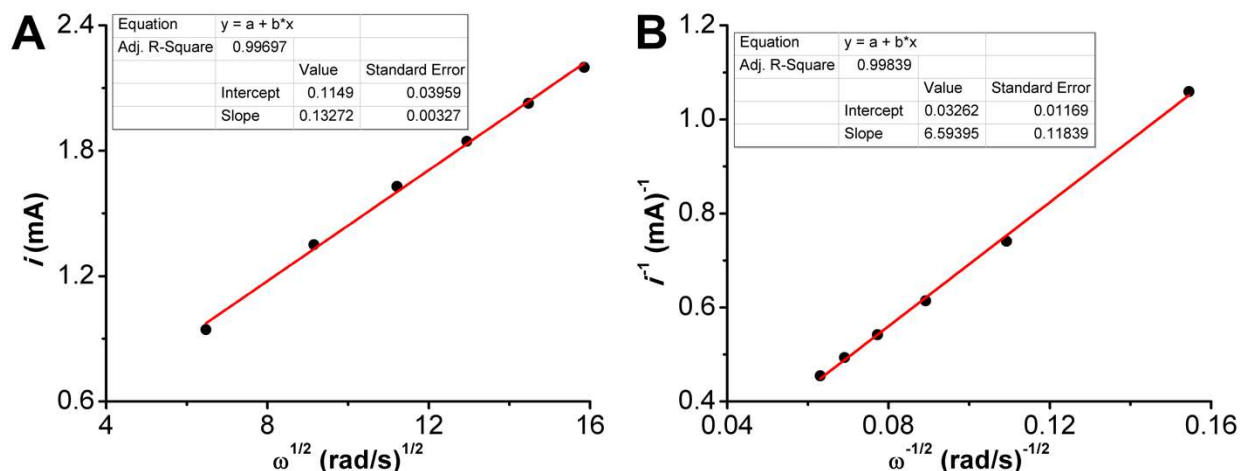 A
Equation y = a + b*x
Adj. R-Square 0.99697
Value Standard Error
Intercept 0.1149 0.03959
Slope 0.13272 0.00327
2.4
1.8
1.2
0.6
i (mA)
4 8 12 16
ω^1/2 (rad/s)^1/2
B
Equation y = a + b*x
Adj. R-Square 0.99839
Value Standard Error
Intercept 0.03262 0.01169
Slope 6.59395 0.11839
1.2
1.0
0.8
0.6
0.4
i^-1 (mA)^-1
0.04 0.08 0.12 0.16
ω^-1/2 (rad/s)^-1/2